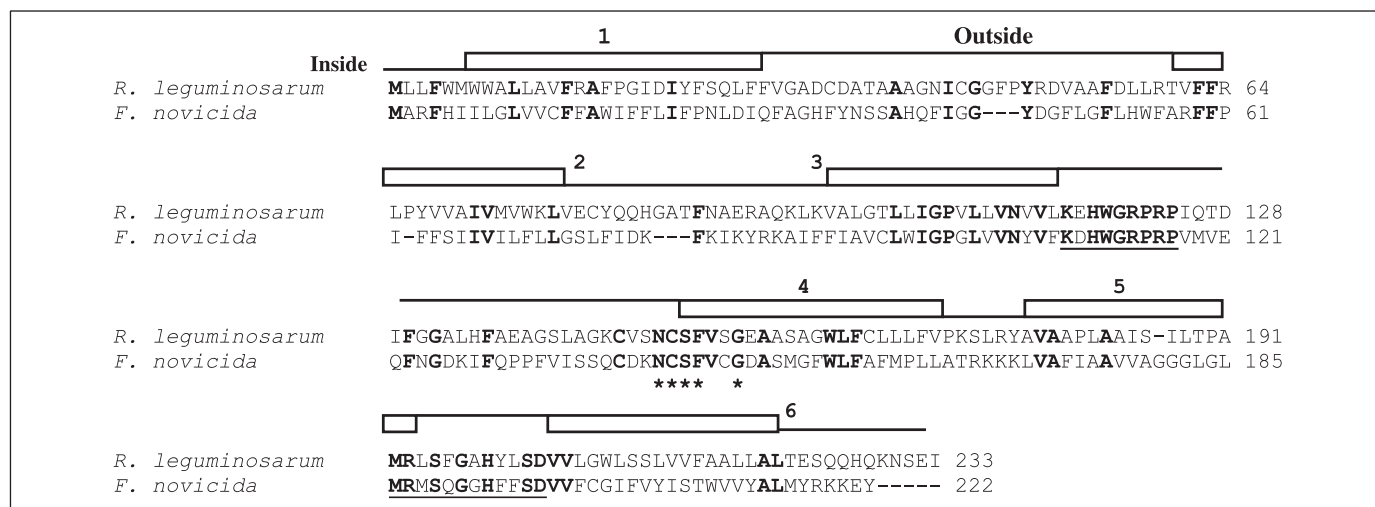 1 Outside
Inside
R. leguminosarum MLLFWMWWALLAVFRAFPGIDIYFSQLFFVGADCDATAAAAGNICGGFPYRDVAAFDLLRTVFFR 64
F. novicida MARFHIILGLVVCFFAWIFFLIFPNLDIQFAGHFYNSSAHQFIGG---YDGFLGFLHWFARFFP 61
2 3
R. leguminosarum LPYVVAIVMVWKLVECYQQHGATFNAERAQKLKVALGTLLIGPVLLVNVVLKEHWGRPRPIQTD 128
F. novicida I-FFSIIVILFLLGSLFIDK---FKIKYRKAIFFIAVCLWIGPGLVVNYVFKDHWGRPRPVMVE 121
4 5
R. leguminosarum IFGGALHFAEAGSLAGKCVSNCSFVSGEAASAGWLFCLLLFVPKSLRYAVAAPLAAIS-ILTPA 191
F. novicida QFNGDKIFQPPFVISSQCDKNCSFVCGDASMGFWLFAFMPLLATRKKKLVAFIAAVVAGGGLGL 185
**** *
6
R. leguminosarum MRLSFGAHYLSDVVLGWLSSLVVFAALLALTESQQHQKNSEI 233
F. novicida MRMSQGGHFFSDVVFCGIFVYISTWVVYALMYRKKEY----- 222